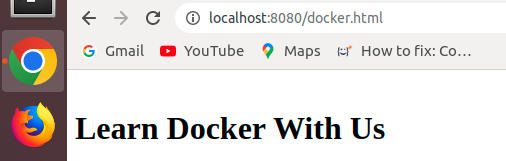 localhost:8080/docker.html
Gmail YouTube Maps How to fix: Co...
Learn Docker With Us